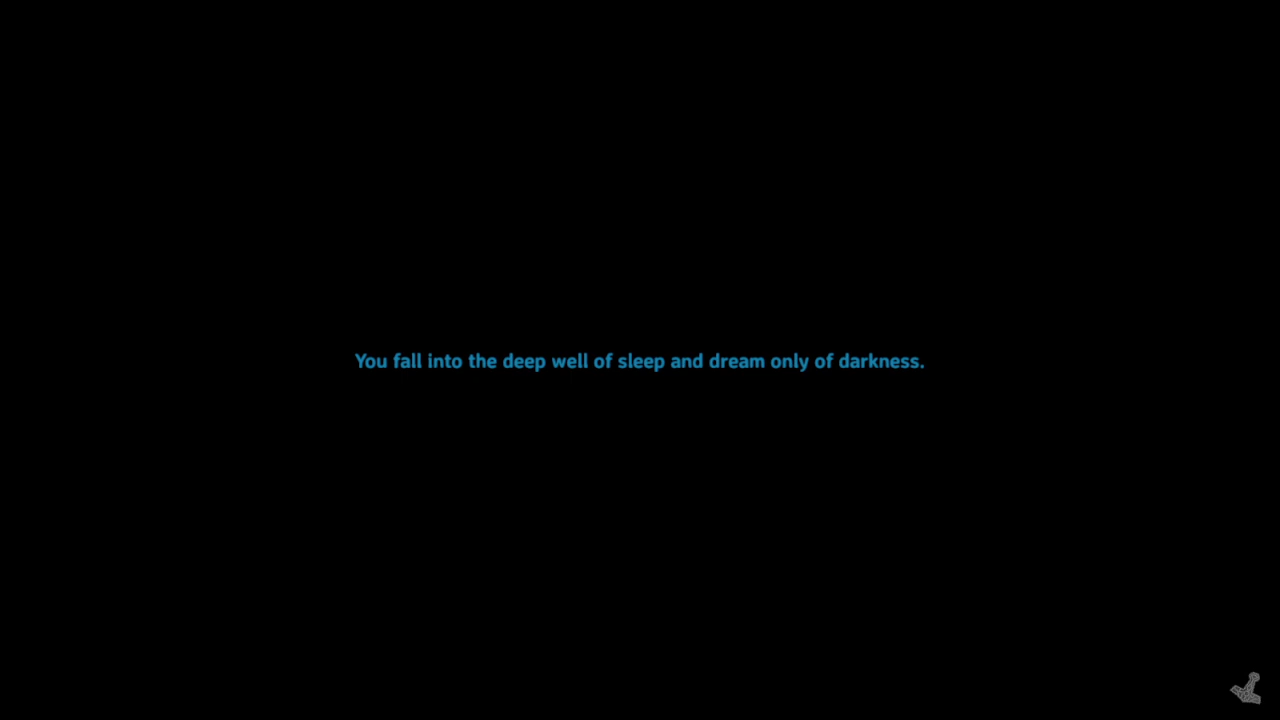 You fall into the deep well of sleep and dream only of darkness.